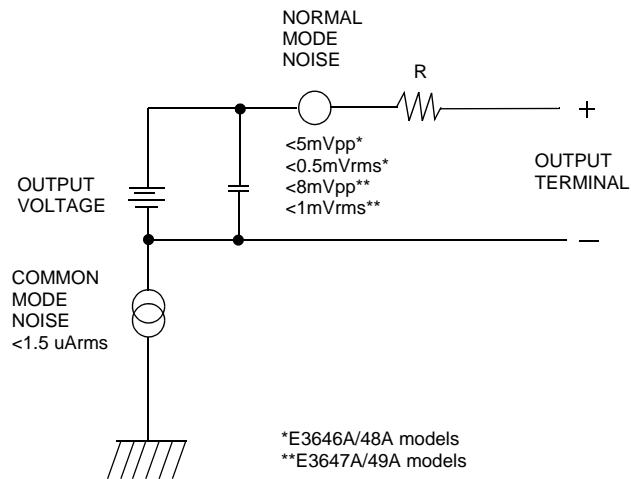 NORMAL
MODE
NOISE
R
+
<5mVpp*
<0.5mVrms*
<8mVpp**
<1mVrms**
OUTPUT
TERMINAL
OUTPUT
VOLTAGE
—
COMMON
MODE
NOISE
<1.5 uArms
*E3646A/48A models
**E3647A/49A models